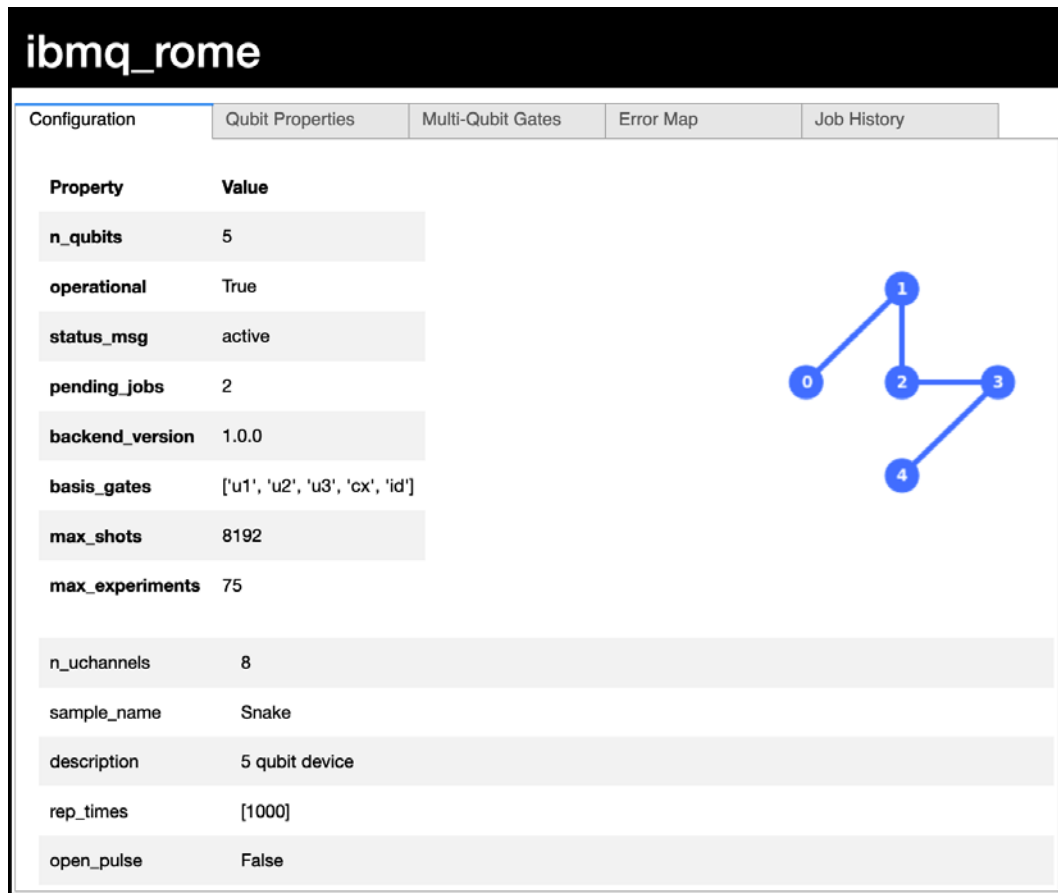 ibmq_rome
Configuration Qubit Properties Multi-Qubit Gates Error Map Job History
Property Value
n_qubits 5
operational True
status_msg active
pending_jobs 2
backend_version 1.0.0
basis_gates ['u1', 'u2', 'u3', 'cx', 'id']
max_shots 8192
max_experiments 75
1
0 2 3
4
n_uchannels 8
sample_name Snake
description 5 qubit device
rep_times [1000]
open_pulse False